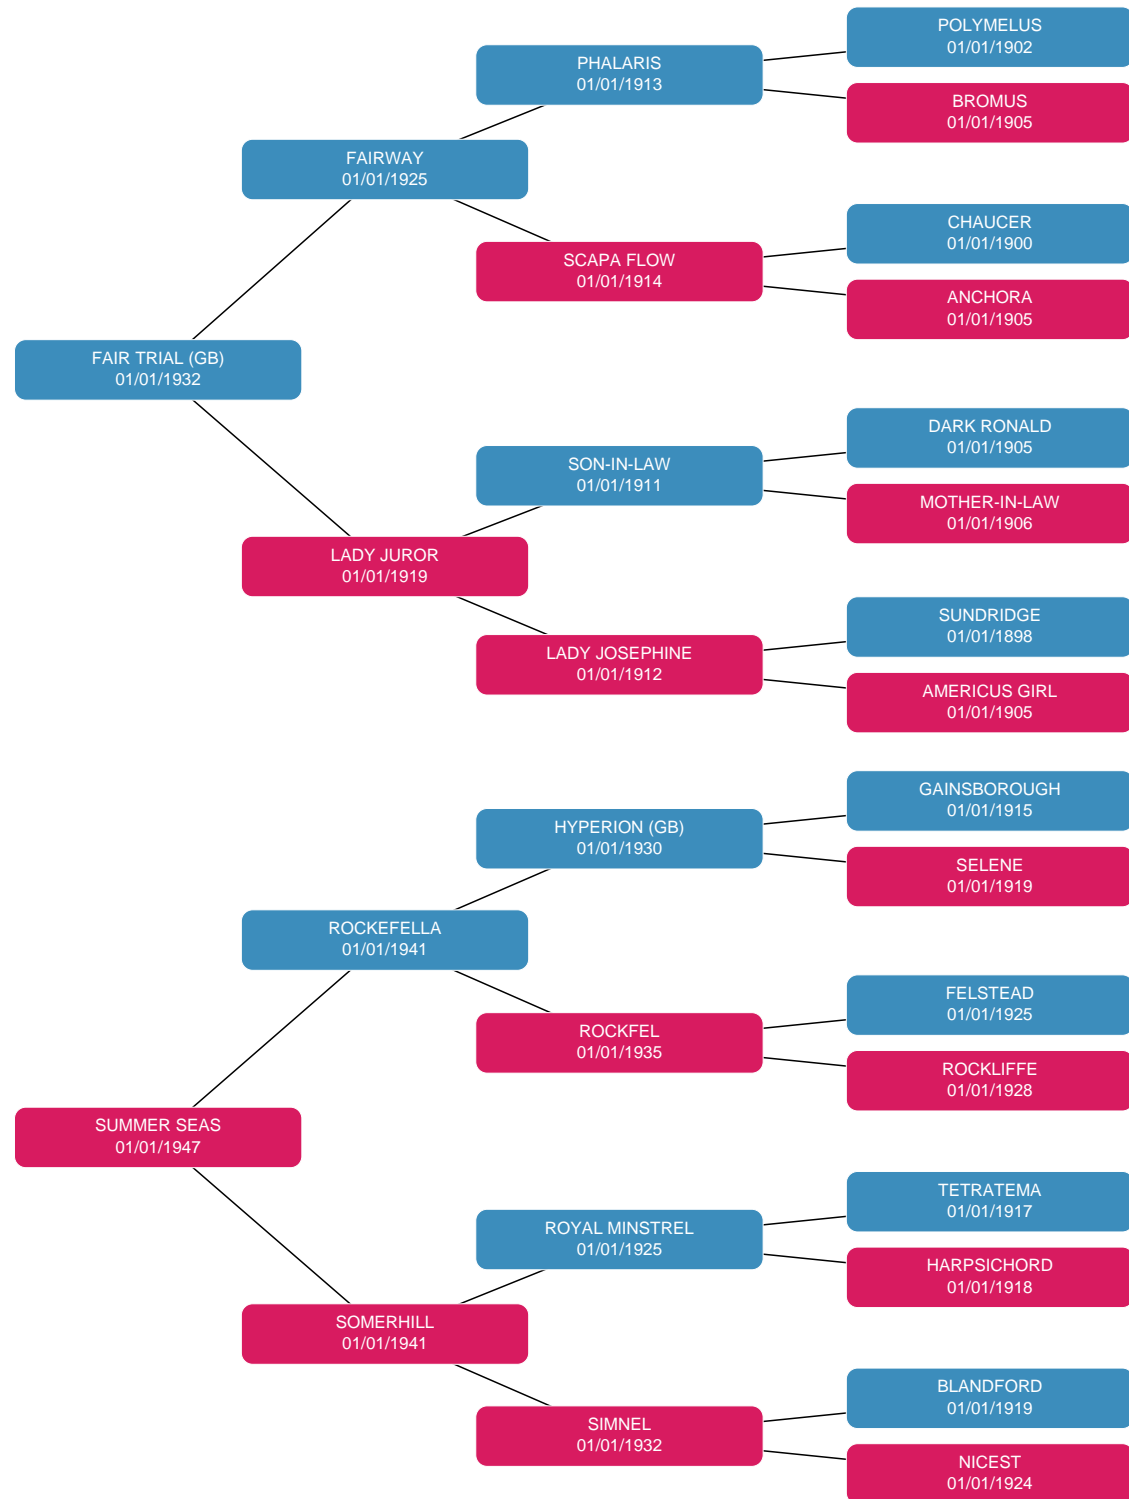 POLYMELUS
01/01/1902
PHALARIS
01/01/1913
BROMUS
01/01/1905
FAIRWAY
01/01/1925
CHAUCER
01/01/1900
SCAPA FLOW
01/01/1914
ANCHORA
01/01/1905
FAIR TRIAL (GB)
01/01/1932
DARK RONALD
01/01/1905
SON-IN-LAW
01/01/1911
MOTHER-IN-LAW
01/01/1906
LADY JUROR
01/01/1919
SUNDRIDGE
01/01/1898
LADY JOSEPHINE
01/01/1912
AMERICUS GIRL
01/01/1905
GAINSBOROUGH
01/01/1915
HYPERION (GB)
01/01/1930
SELENE
01/01/1919
ROCKEFELLA
01/01/1941
FELSTEAD
01/01/1925
ROCKFEL
01/01/1935
ROCKLIFFE
01/01/1928
SUMMER SEAS
01/01/1947
TETRATEMA
01/01/1917
ROYAL MINSTREL
01/01/1925
HARPSICHORD
01/01/1918
SOMERHILL
01/01/1941
BLANDFORD
01/01/1919
SIMNEL
01/01/1932
NICEST
01/01/1924